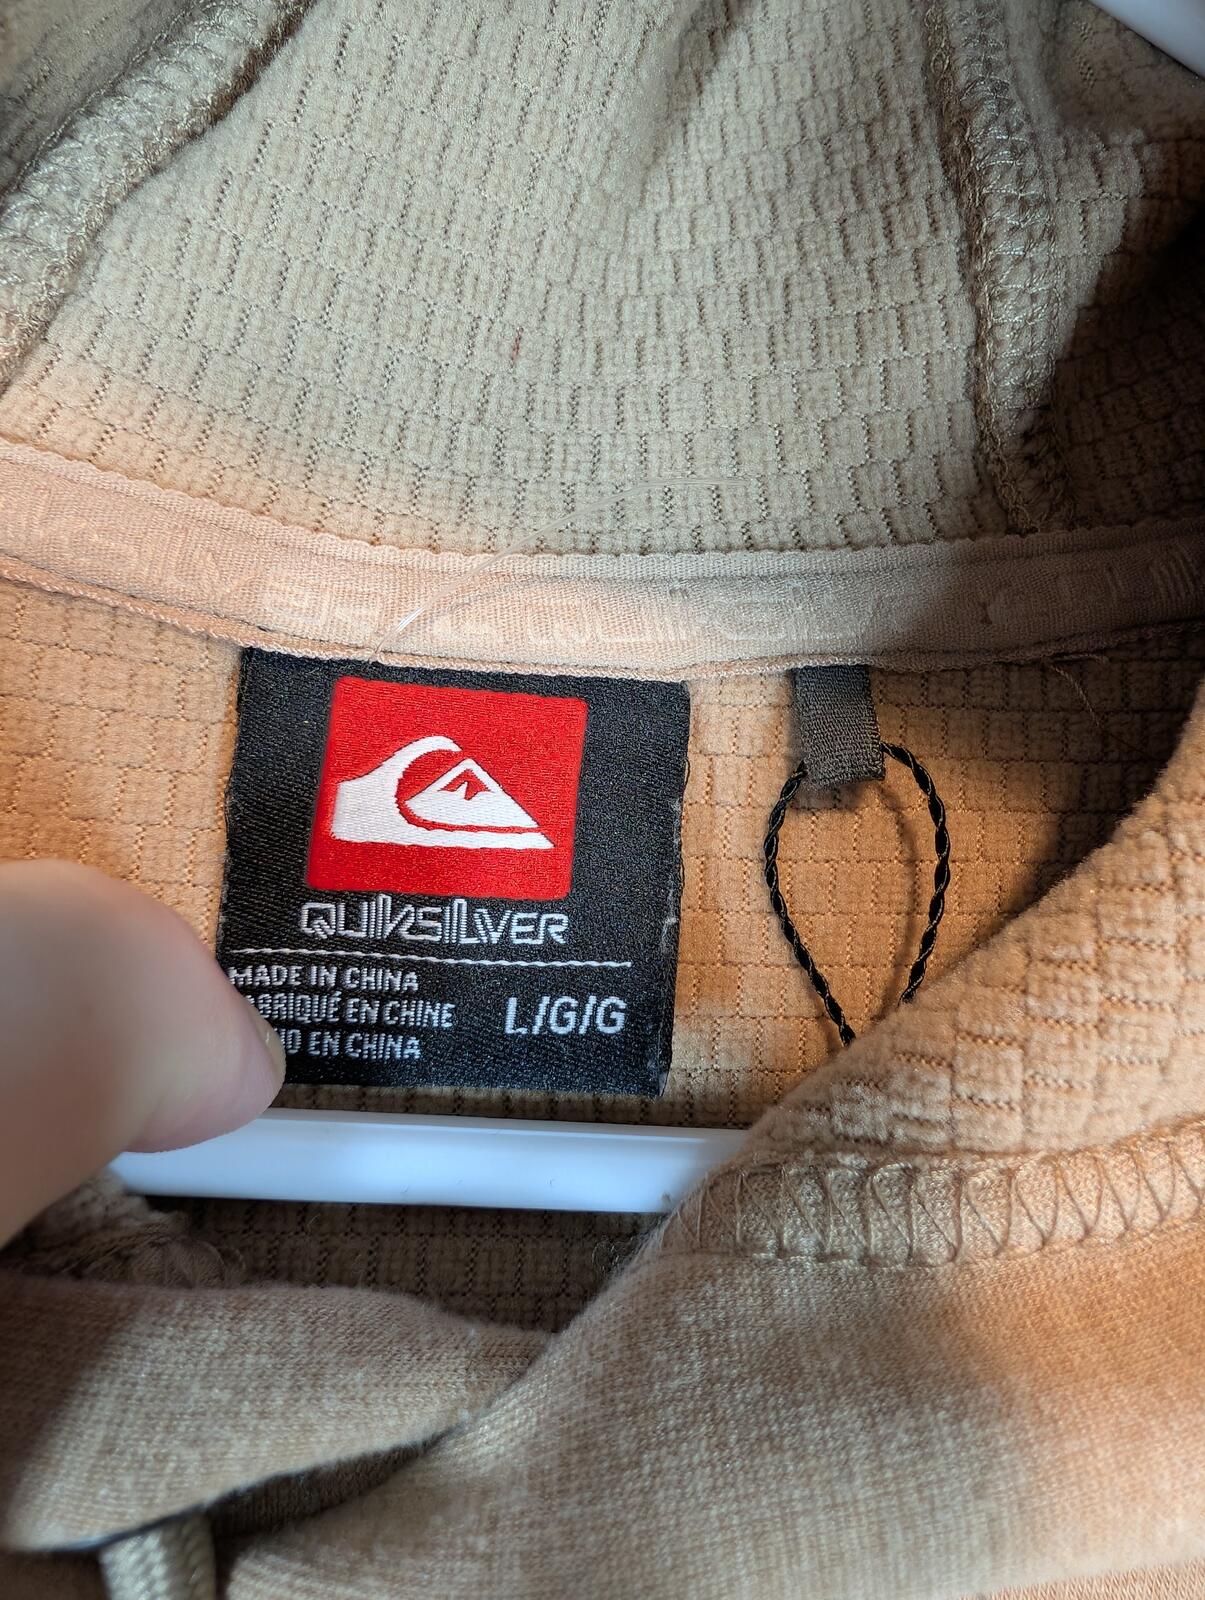 QUIKSILVER
MADE IN CHINA
EN CHINE
L/G/G
EN CHINA